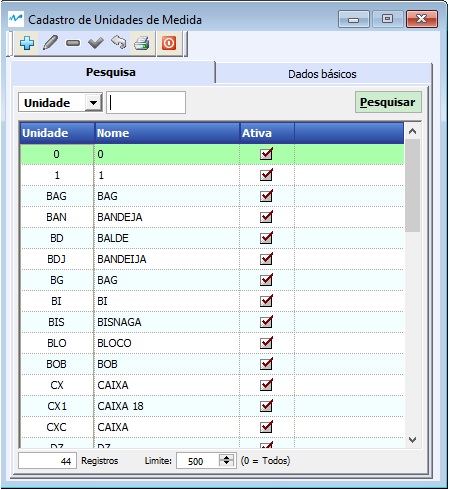 Cadastro de Unidades de Medida
Pesquisa Dados básicos
Unidade Pesquisar
Unidade Nome Ativa
0 0
1 1
BAG BAG
BAN BANDEJA
BD BALDE
BDJ BANDEIJA
BG BAG
BI BI
BIS BISNAGA
BLO BLOCO
BOB BOB
CX CAIXA
CX1 CAIXA 18
CXC CAIXA
DZ DZ
44 Registros Limite: 500 (0 = Todos)